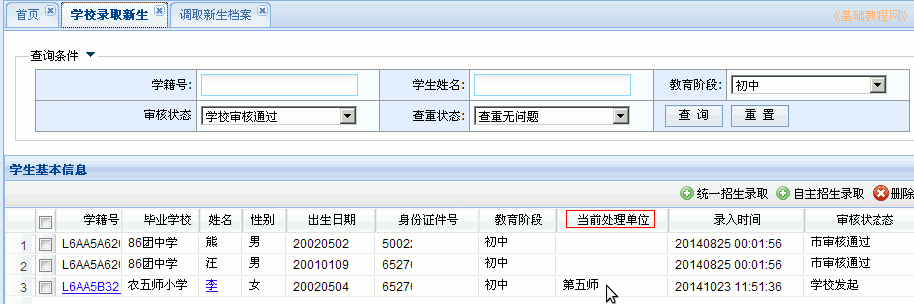 首页 学校录取新生 调取新生档案 《基础教程网》
查询条件
学籍号: 学生姓名: 教育阶段: 初中
审核状态 学校审核通过 查重状态: 查重无问题 查 询 重 置
学生基本信息
统一招生录取 自主招生录取 删除
学籍号 毕业学校 姓名 性别 出生日期 身份证件号 教育阶段 当前处理单位 录入时间 审核状态态
1 L6AA5A620 86团中学 熊 男 20020502 50022 初中 20140825 00:01:56 市审核通过
2 L6AA5A620 86团中学 汪 男 20010109 65270 初中 20140825 00:01:56 市审核通过
3 L6AA5B32 农五师小学 李 女 20020504 65270 初中 第五师 20141023 11:51:36 学校发起